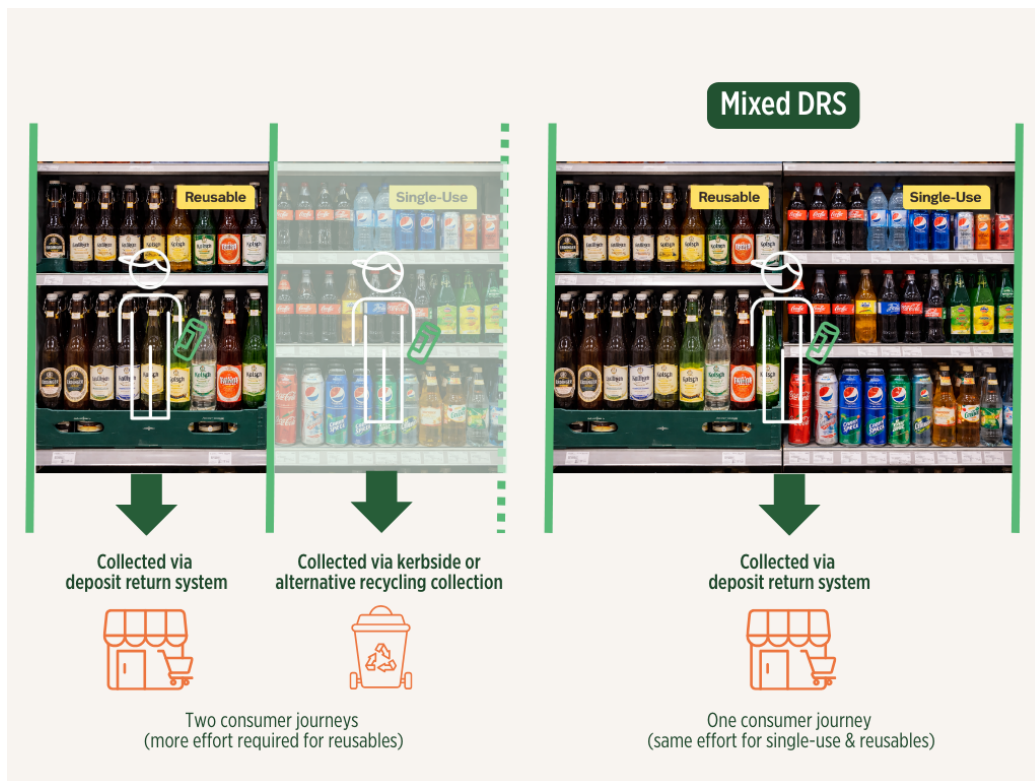 Mixed DRS
Reusable
Single-Use
Reusable
Single-Use
Collected via
deposit return system
Collected via kerbside or
alternative recycling collection
Collected via
deposit return system
Two consumer journeys
(more effort required for reusables)
One consumer journey
(same effort for single-use & reusables)